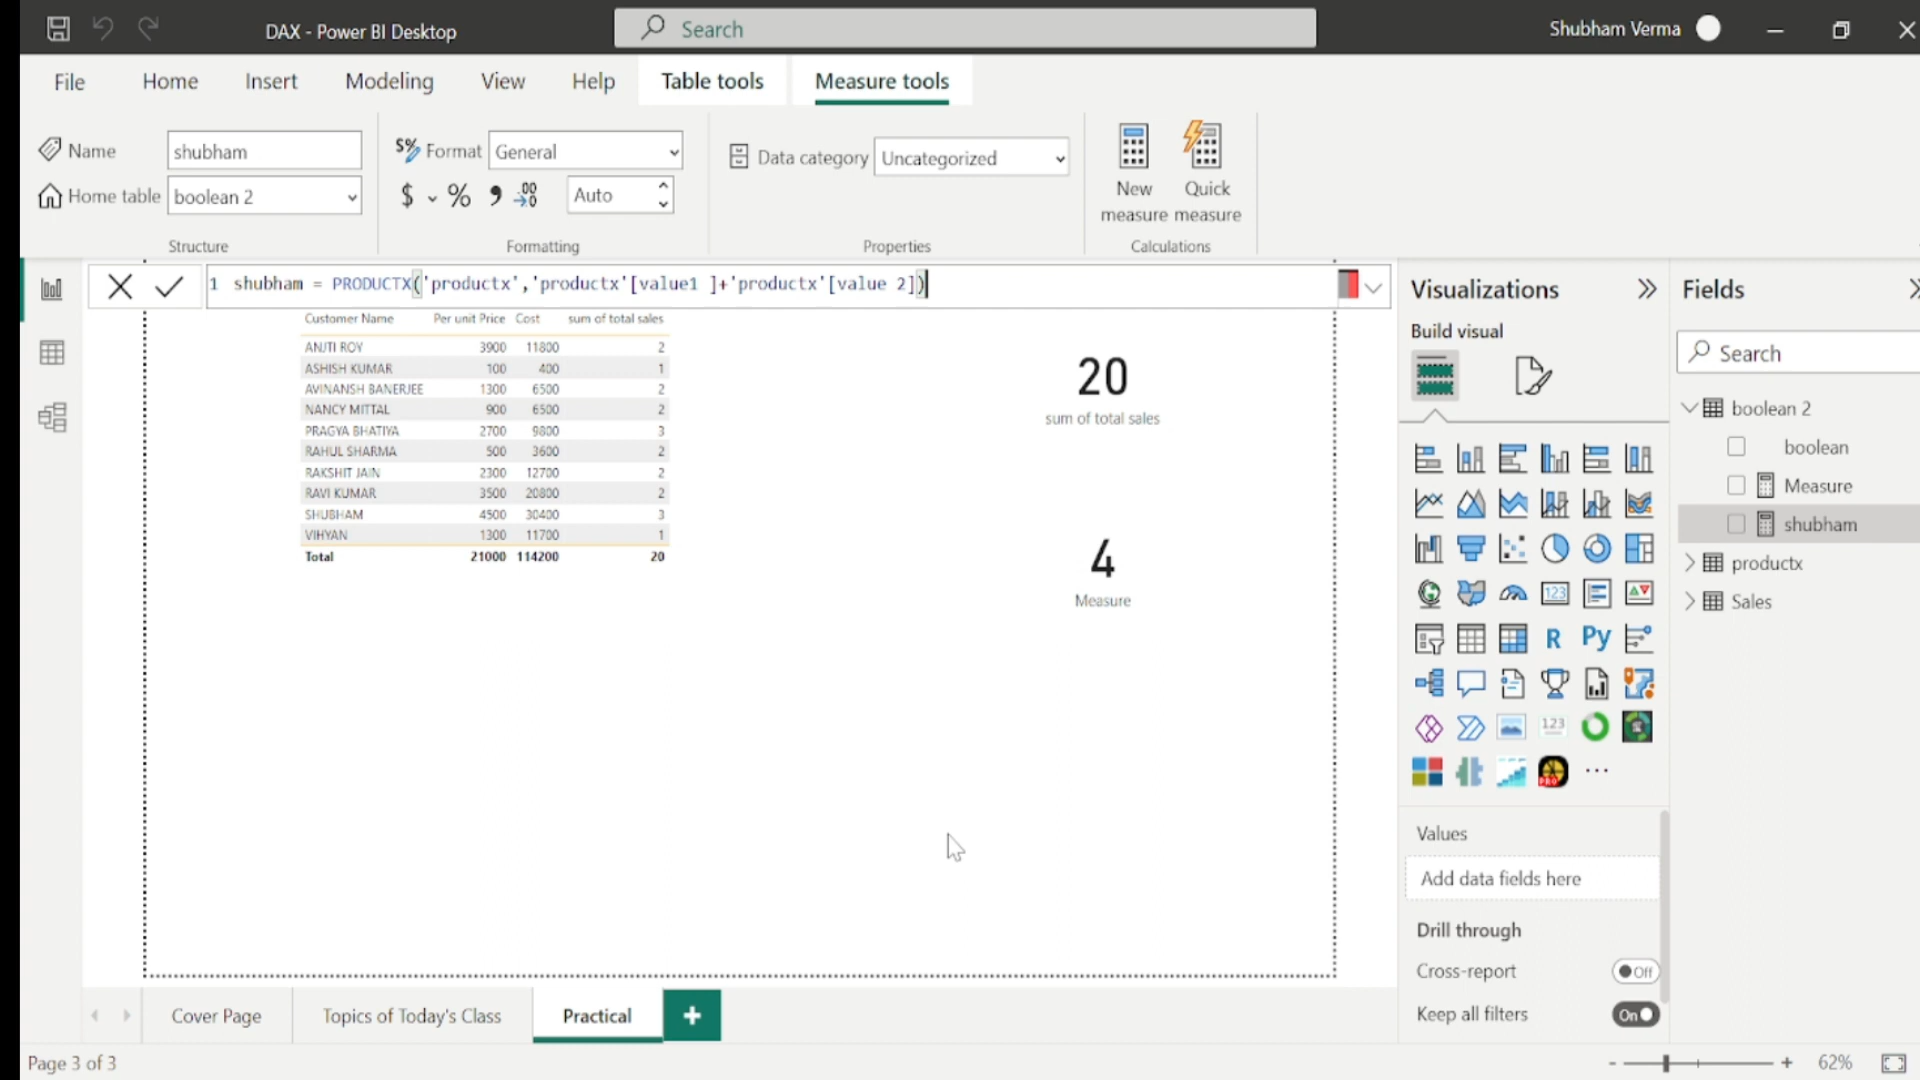 DAX - Power BI Desktop
Search
Shubham Verma
File Home Insert Modeling View Help Table tools Measure tools
Name shubham
Home table boolean 2
Structure
$% Format General
$ % 9 .00 Auto
Formatting
Data category Uncategorized
Properties
New measure
Quick measure
Calculations
1 shubham = PRODUCTX('productx','productx'[value1 ]+'productx'[value 2])
Customer Name Per unit Price Cost sum of total sales
ANJTI ROY 3900 11800 2
ASHISH KUMAR 100 400 1
AVINANSH BANERJEE 1300 6500 2
NANCY MITTAL 900 6500 2
PRAGYA BHATIYA 2700 9800 3
RAHUL SHARMA 500 3600 2
RAKSHIT JAIN 2300 12700 2
RAVI KUMAR 3500 20800 2
SHUBHAM 4500 30400 3
VIHYAN 1300 11700 1
Total 21000 114200 20
20
sum of total sales
4
Measure
Visualizations
Build visual
123
R
Py
123
PRO
Values
Add data fields here
Drill through
Cross-report Off
Keep all filters On
Fields
Search
boolean 2
boolean
Measure
shubham
productx
Sales
Cover Page
Topics of Today's Class
Practical
+
Page 3 of 3
- + 62%